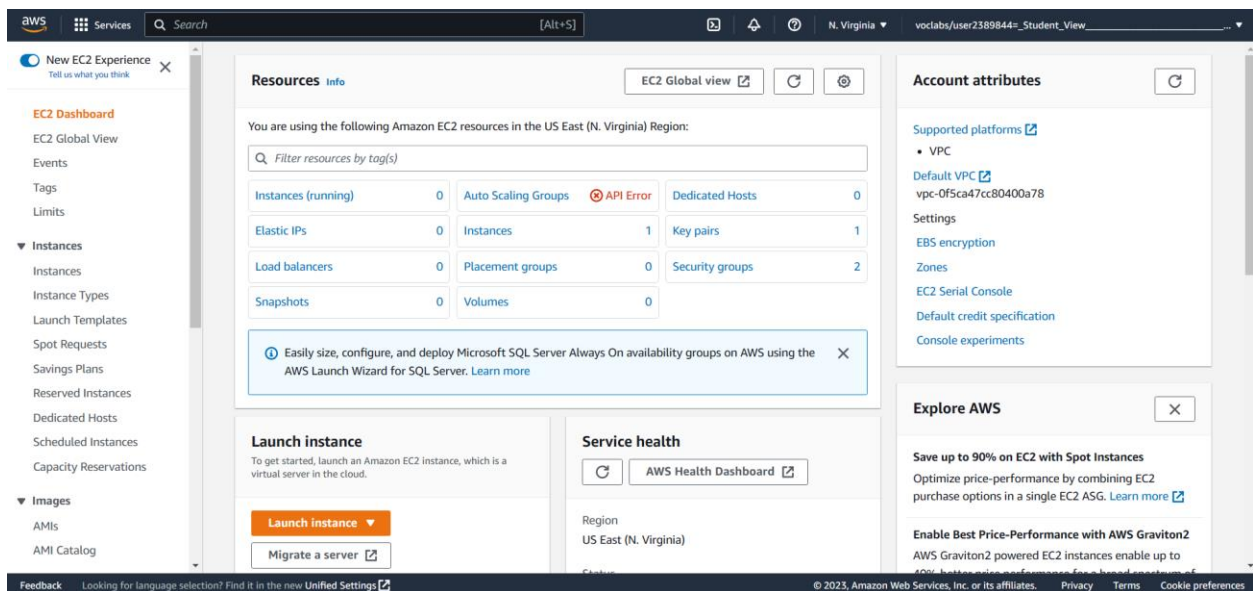 aws Services Search [Alt+S] N. Virginia voclabs/user2389844=_Student_View_ ...
New EC2 Experience
Tell us what you think
EC2 Dashboard
EC2 Global View
Events
Tags
Limits
Instances
Instances
Instance Types
Launch Templates
Spot Requests
Savings Plans
Reserved Instances
Dedicated Hosts
Scheduled Instances
Capacity Reservations
Images
AMIs
AMI Catalog
Resources Info EC2 Global view
You are using the following Amazon EC2 resources in the US East (N. Virginia) Region:
Filter resources by tag(s)
Instances (running) 0 Auto Scaling Groups API Error Dedicated Hosts 0
Elastic IPs 0 Instances 1 Key pairs 1
Load balancers 0 Placement groups 0 Security groups 2
Snapshots 0 Volumes 0
Easily size, configure, and deploy Microsoft SQL Server Always On availability groups on AWS using the
AWS Launch Wizard for SQL Server. Learn more
Launch instance
To get started, launch an Amazon EC2 instance, which is a
virtual server in the cloud.
Launch instance
Migrate a server
Service health
AWS Health Dashboard
Region
US East (N. Virginia)
Status
Account attributes
Supported platforms
• VPC
Default VPC
vpc-0f5ca47cc80400a78
Settings
EBS encryption
Zones
EC2 Serial Console
Default credit specification
Console experiments
Explore AWS
Save up to 90% on EC2 with Spot Instances
Optimize price-performance by combining EC2
purchase options in a single EC2 ASG. Learn more
Enable Best Price-Performance with AWS Graviton2
AWS Graviton2 powered EC2 instances enable up to
40% better price performance for a broad spectrum of
Feedback Looking for language selection? Find it in the new Unified Settings © 2023, Amazon Web Services, Inc. or its affiliates. Privacy Terms Cookie preferences